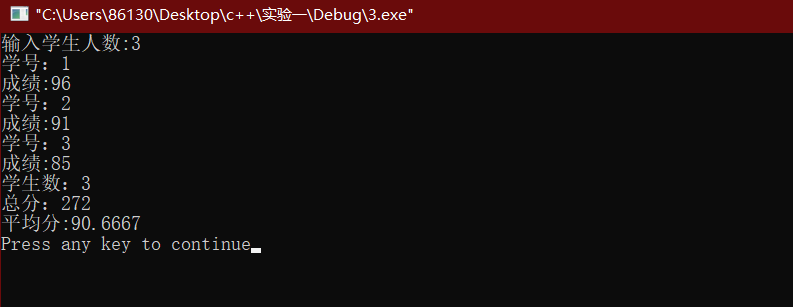 "C:\Users\86130\Desktop\c++\实验一\Debug\3.exe"
输入学生人数:3
学号：1
成绩:96
学号：2
成绩:91
学号：3
成绩:85
学生数：3
总分：272
平均分:90.6667
Press any key to continue